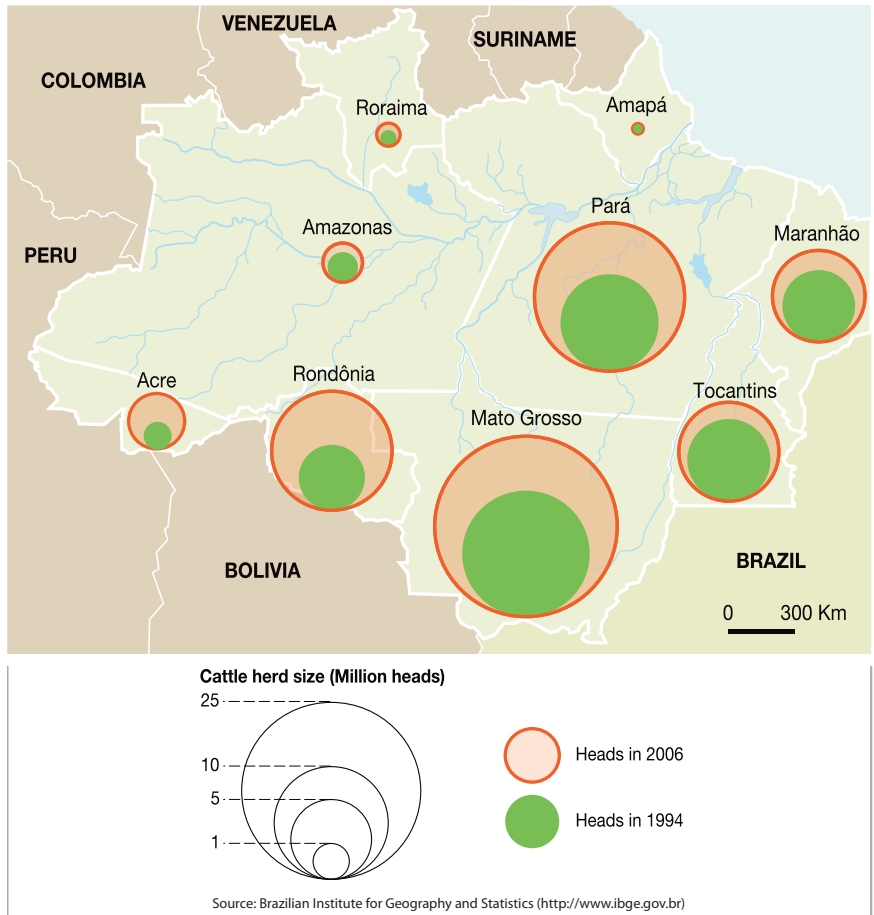 VENEZUELA
SURINAME
COLOMBIA
Roraima
Amapá
Pará
Amazonas
Maranhão
PERU
Acre
Rondônia
Tocantins
Mato Grosso
BOLIVIA
BRAZIL
0 300 Km
Cattle herd size (Million heads)
25
10
5
1
Heads in 2006
Heads in 1994
Source: Brazilian Institute for Geography and Statistics (http://www.ibge.gov.br)